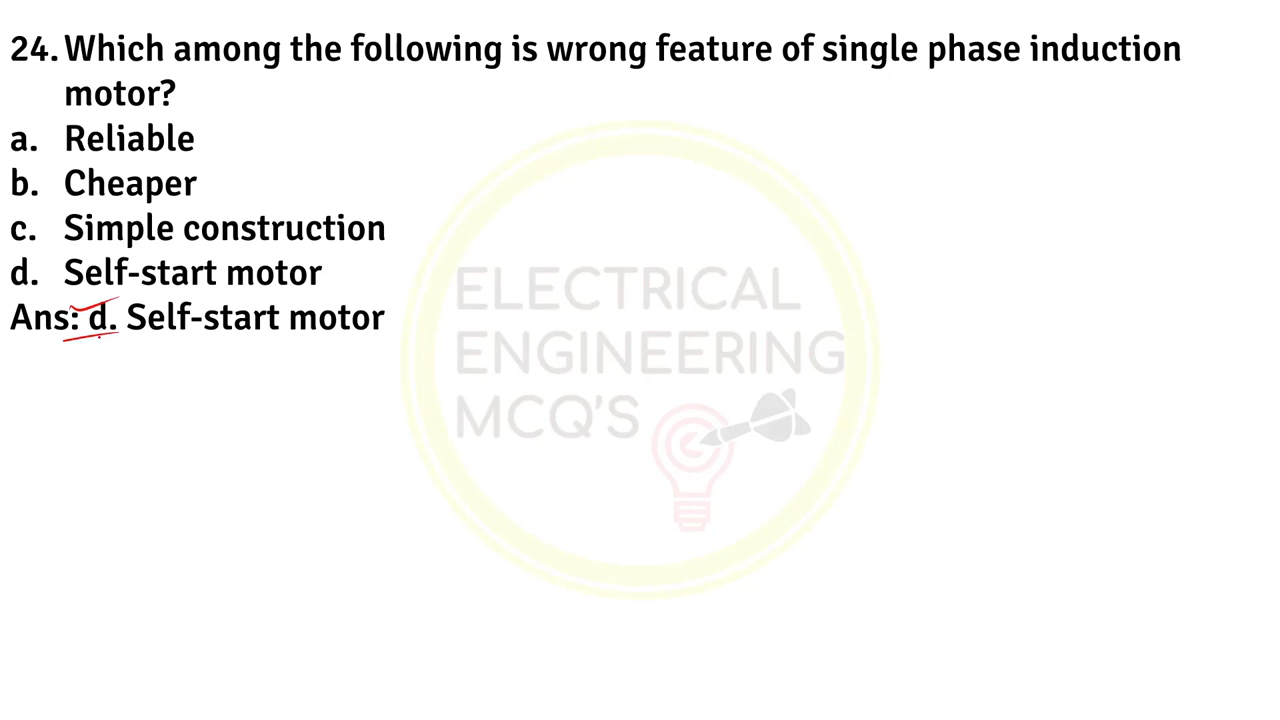 24. Which among the following is wrong feature of single phase induction
motor?
a. Reliable
b. Cheaper
c. Simple construction
d. Self-start motor
Ans: d. Self-start motor
ELECTRICAL
ENGINEERING
MCQ'S